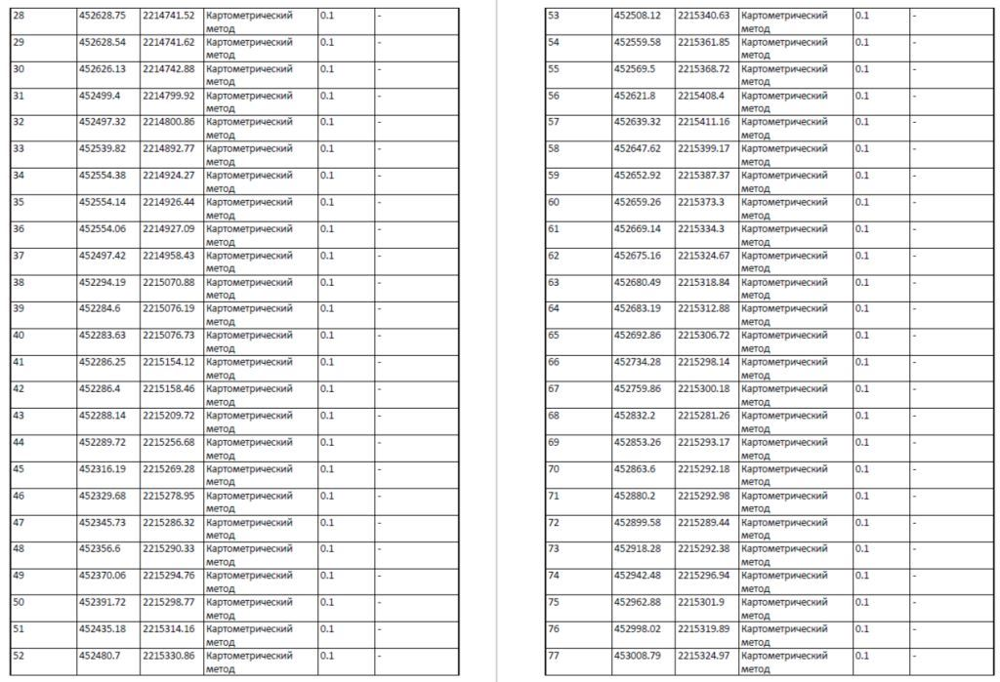 28 452628.75 2214741.52 Картометрический 0.1 -
метод
29 452628.54 2214741.62 Картометрический 0.1 -
метод
30 452626.13 2214742.88 Картометрический 0.1 -
метод
31 452499.4 2214799.92 Картометрический 0.1 -
метод
32 452497.32 2214800.86 Картометрический 0.1 -
метод
33 452539.82 2214892.77 Картометрический 0.1 -
метод
34 452554.38 2214924.27 Картометрический 0.1 -
метод
35 452554.14 2214926.44 Картометрический 0.1 -
метод
36 452554.06 2214927.09 Картометрический 0.1 -
метод
37 452497.42 2214958.43 Картометрический 0.1 -
метод
38 452294.19 2215070.88 Картометрический 0.1 -
метод
39 452284.6 2215076.19 Картометрический 0.1 -
метод
40 452283.63 2215076.73 Картометрический 0.1 -
метод
41 452286.25 2215154.12 Картометрический 0.1 -
метод
42 452286.4 2215158.46 Картометрический 0.1 -
метод
43 452288.14 2215209.72 Картометрический 0.1 -
метод
44 452289.72 2215256.68 Картометрический 0.1 -
метод
45 452316.19 2215269.28 Картометрический 0.1 -
метод
46 452329.68 2215278.95 Картометрический 0.1 -
метод
47 452345.73 2215286.32 Картометрический 0.1 -
метод
48 452356.6 2215290.33 Картометрический 0.1 -
метод
49 452370.06 2215294.76 Картометрический 0.1 -
метод
50 452391.72 2215298.77 Картометрический 0.1 -
метод
51 452435.18 2215314.16 Картометрический 0.1 -
метод
52 452480.7 2215330.86 Картометрический 0.1 -
метод
53 452508.12 2215340.63 Картометрический 0.1 -
метод
54 452559.58 2215361.85 Картометрический 0.1 -
метод
55 452569.5 2215368.72 Картометрический 0.1 -
метод
56 452621.8 2215408.4 Картометрический 0.1 -
метод
57 452639.32 2215411.16 Картометрический 0.1 -
метод
58 452647.62 2215399.17 Картометрический 0.1 -
метод
59 452652.92 2215387.37 Картометрический 0.1 -
метод
60 452659.26 2215373.3 Картометрический 0.1 -
метод
61 452669.14 2215334.3 Картометрический 0.1 -
метод
62 452675.16 2215324.67 Картометрический 0.1 -
метод
63 452680.49 2215318.84 Картометрический 0.1 -
метод
64 452683.19 2215312.88 Картометрический 0.1 -
метод
65 452692.86 2215306.72 Картометрический 0.1 -
метод
66 452734.28 2215298.14 Картометрический 0.1 -
метод
67 452759.86 2215300.18 Картометрический 0.1 -
метод
68 452832.2 2215281.26 Картометрический 0.1 -
метод
69 452853.26 2215293.17 Картометрический 0.1 -
метод
70 452863.6 2215292.18 Картометрический 0.1 -
метод
71 452880.2 2215292.98 Картометрический 0.1 -
метод
72 452899.58 2215289.44 Картометрический 0.1 -
метод
73 452918.28 2215292.38 Картометрический 0.1 -
метод
74 452942.48 2215296.94 Картометрический 0.1 -
метод
75 452962.88 2215301.9 Картометрический 0.1 -
метод
76 452998.02 2215319.89 Картометрический 0.1 -
метод
77 453008.79 2215324.97 Картометрический 0.1 -
метод